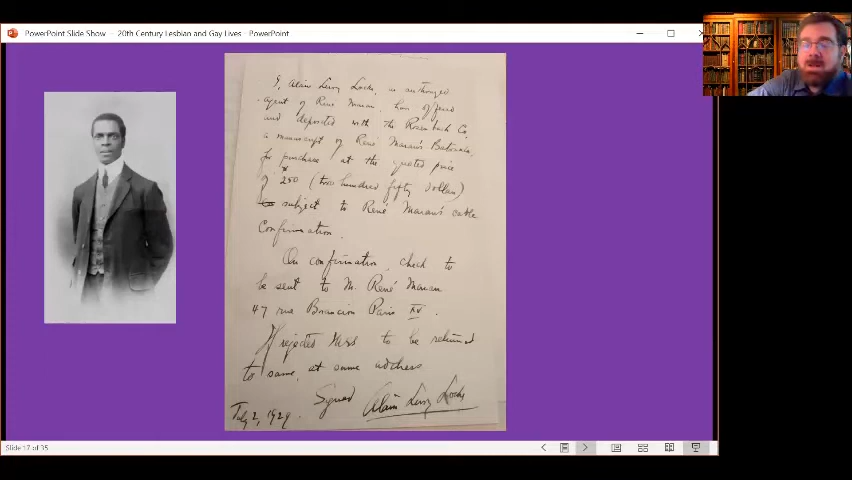 PowerPoint Slide Show - 20th Century Lesbian and Gay Lives - PowerPoint
I, Alain Leroy Locke, as authorized
agent of René Maran, have offered
and deposited with the Rosenbach Co.
a manuscript of René Maran's Batouala,
for purchase at the quoted price
of $250 (two hundred fifty dollars)
subject to René Maran's cable
Confirmation.
On confirmation, check to
be sent to M. René Maran
47 rue Brancion Paris XV.
If rejected Mss to be returned
to same, at same address
Signed Alain Leroy Locke
July 2, 1929.
Slide 17 of 35